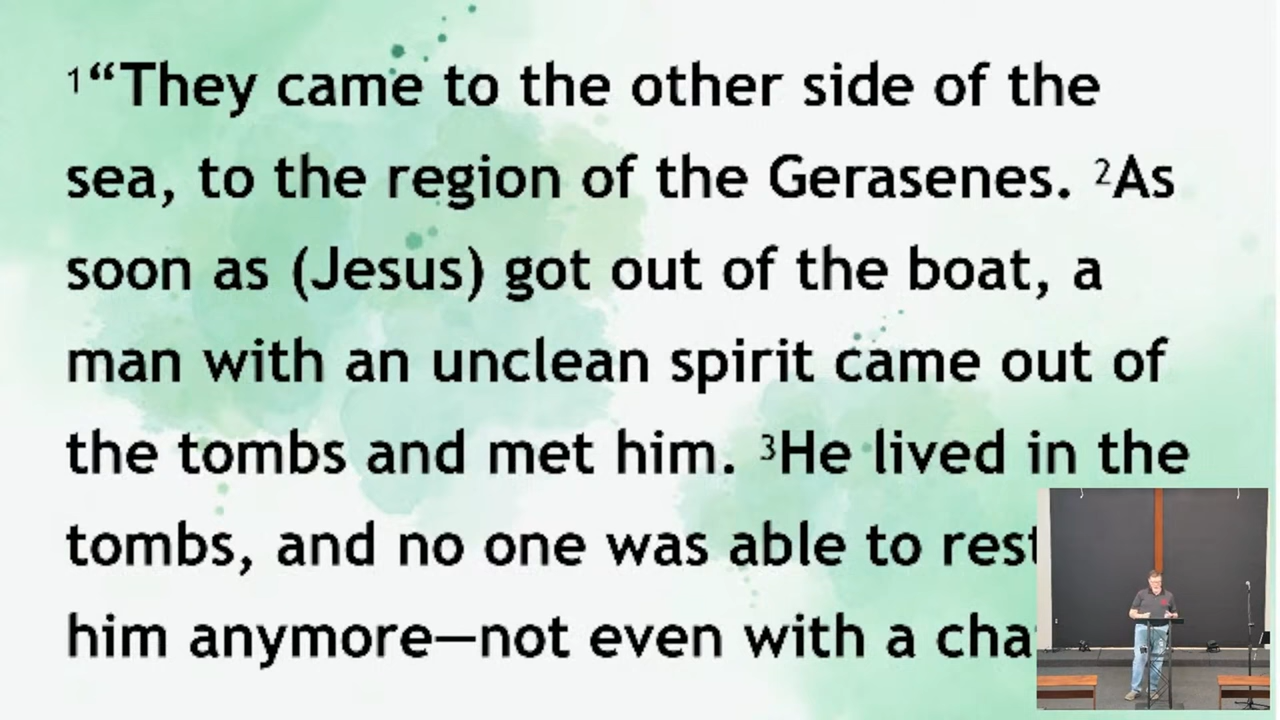 1“They came to the other side of the
sea, to the region of the Gerasenes. 2As
soon as (Jesus) got out of the boat, a
man with an unclean spirit came out of
the tombs and met him. 3He lived in the
tombs, and no one was able to
him anymore—not even with a